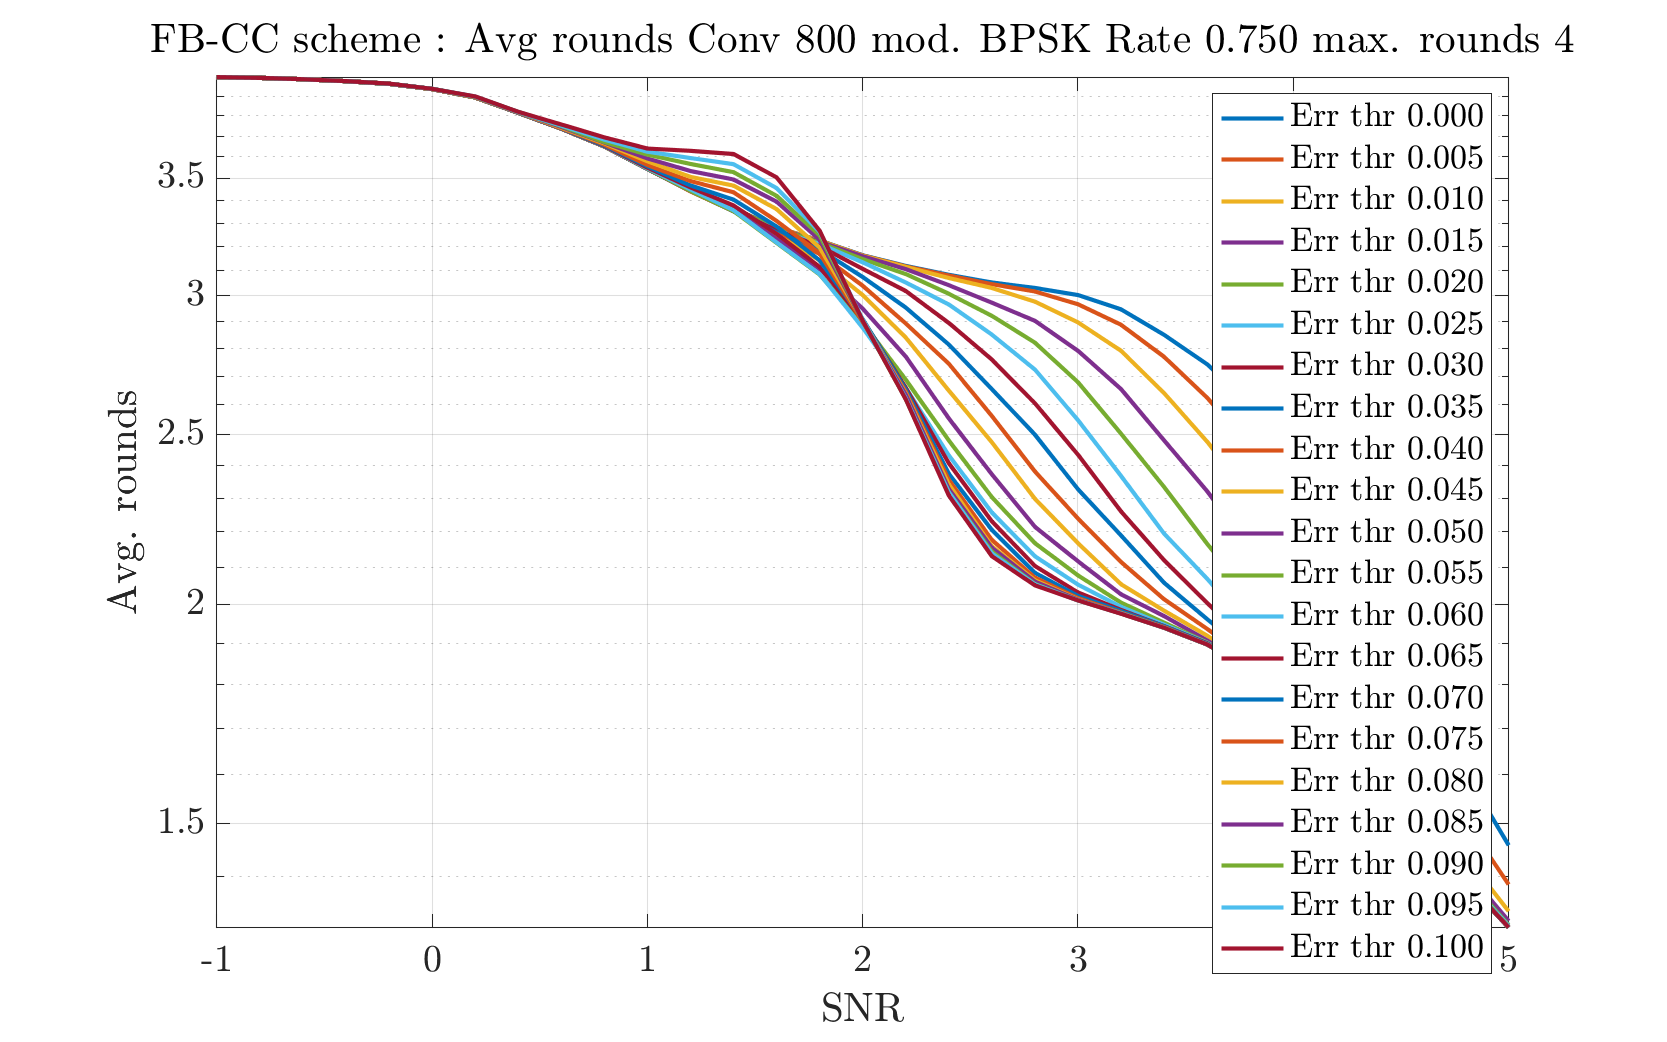 FB-CC scheme : Avg rounds Conv 800 mod. BPSK Rate 0.750 max. rounds 4
Avg. rounds
3.5
3
2.5
2
1.5
-1 0 1 2 3 5
SNR
Err thr 0.000
Err thr 0.005
Err thr 0.010
Err thr 0.015
Err thr 0.020
Err thr 0.025
Err thr 0.030
Err thr 0.035
Err thr 0.040
Err thr 0.045
Err thr 0.050
Err thr 0.055
Err thr 0.060
Err thr 0.065
Err thr 0.070
Err thr 0.075
Err thr 0.080
Err thr 0.085
Err thr 0.090
Err thr 0.095
Err thr 0.100